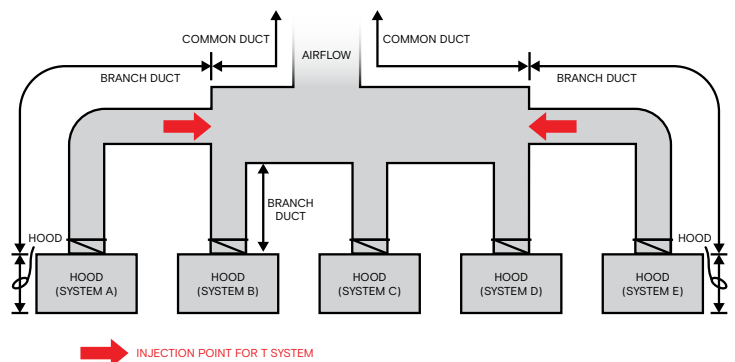 COMMON DUCT
COMMON DUCT
AIRFLOW
BRANCH DUCT
BRANCH DUCT
BRANCH
DUCT
HOOD
HOOD
HOOD
(SYSTEM A)
HOOD
(SYSTEM B)
HOOD
(SYSTEM C)
HOOD
(SYSTEM D)
HOOD
(SYSTEM E)
INJECTION POINT FOR T SYSTEM